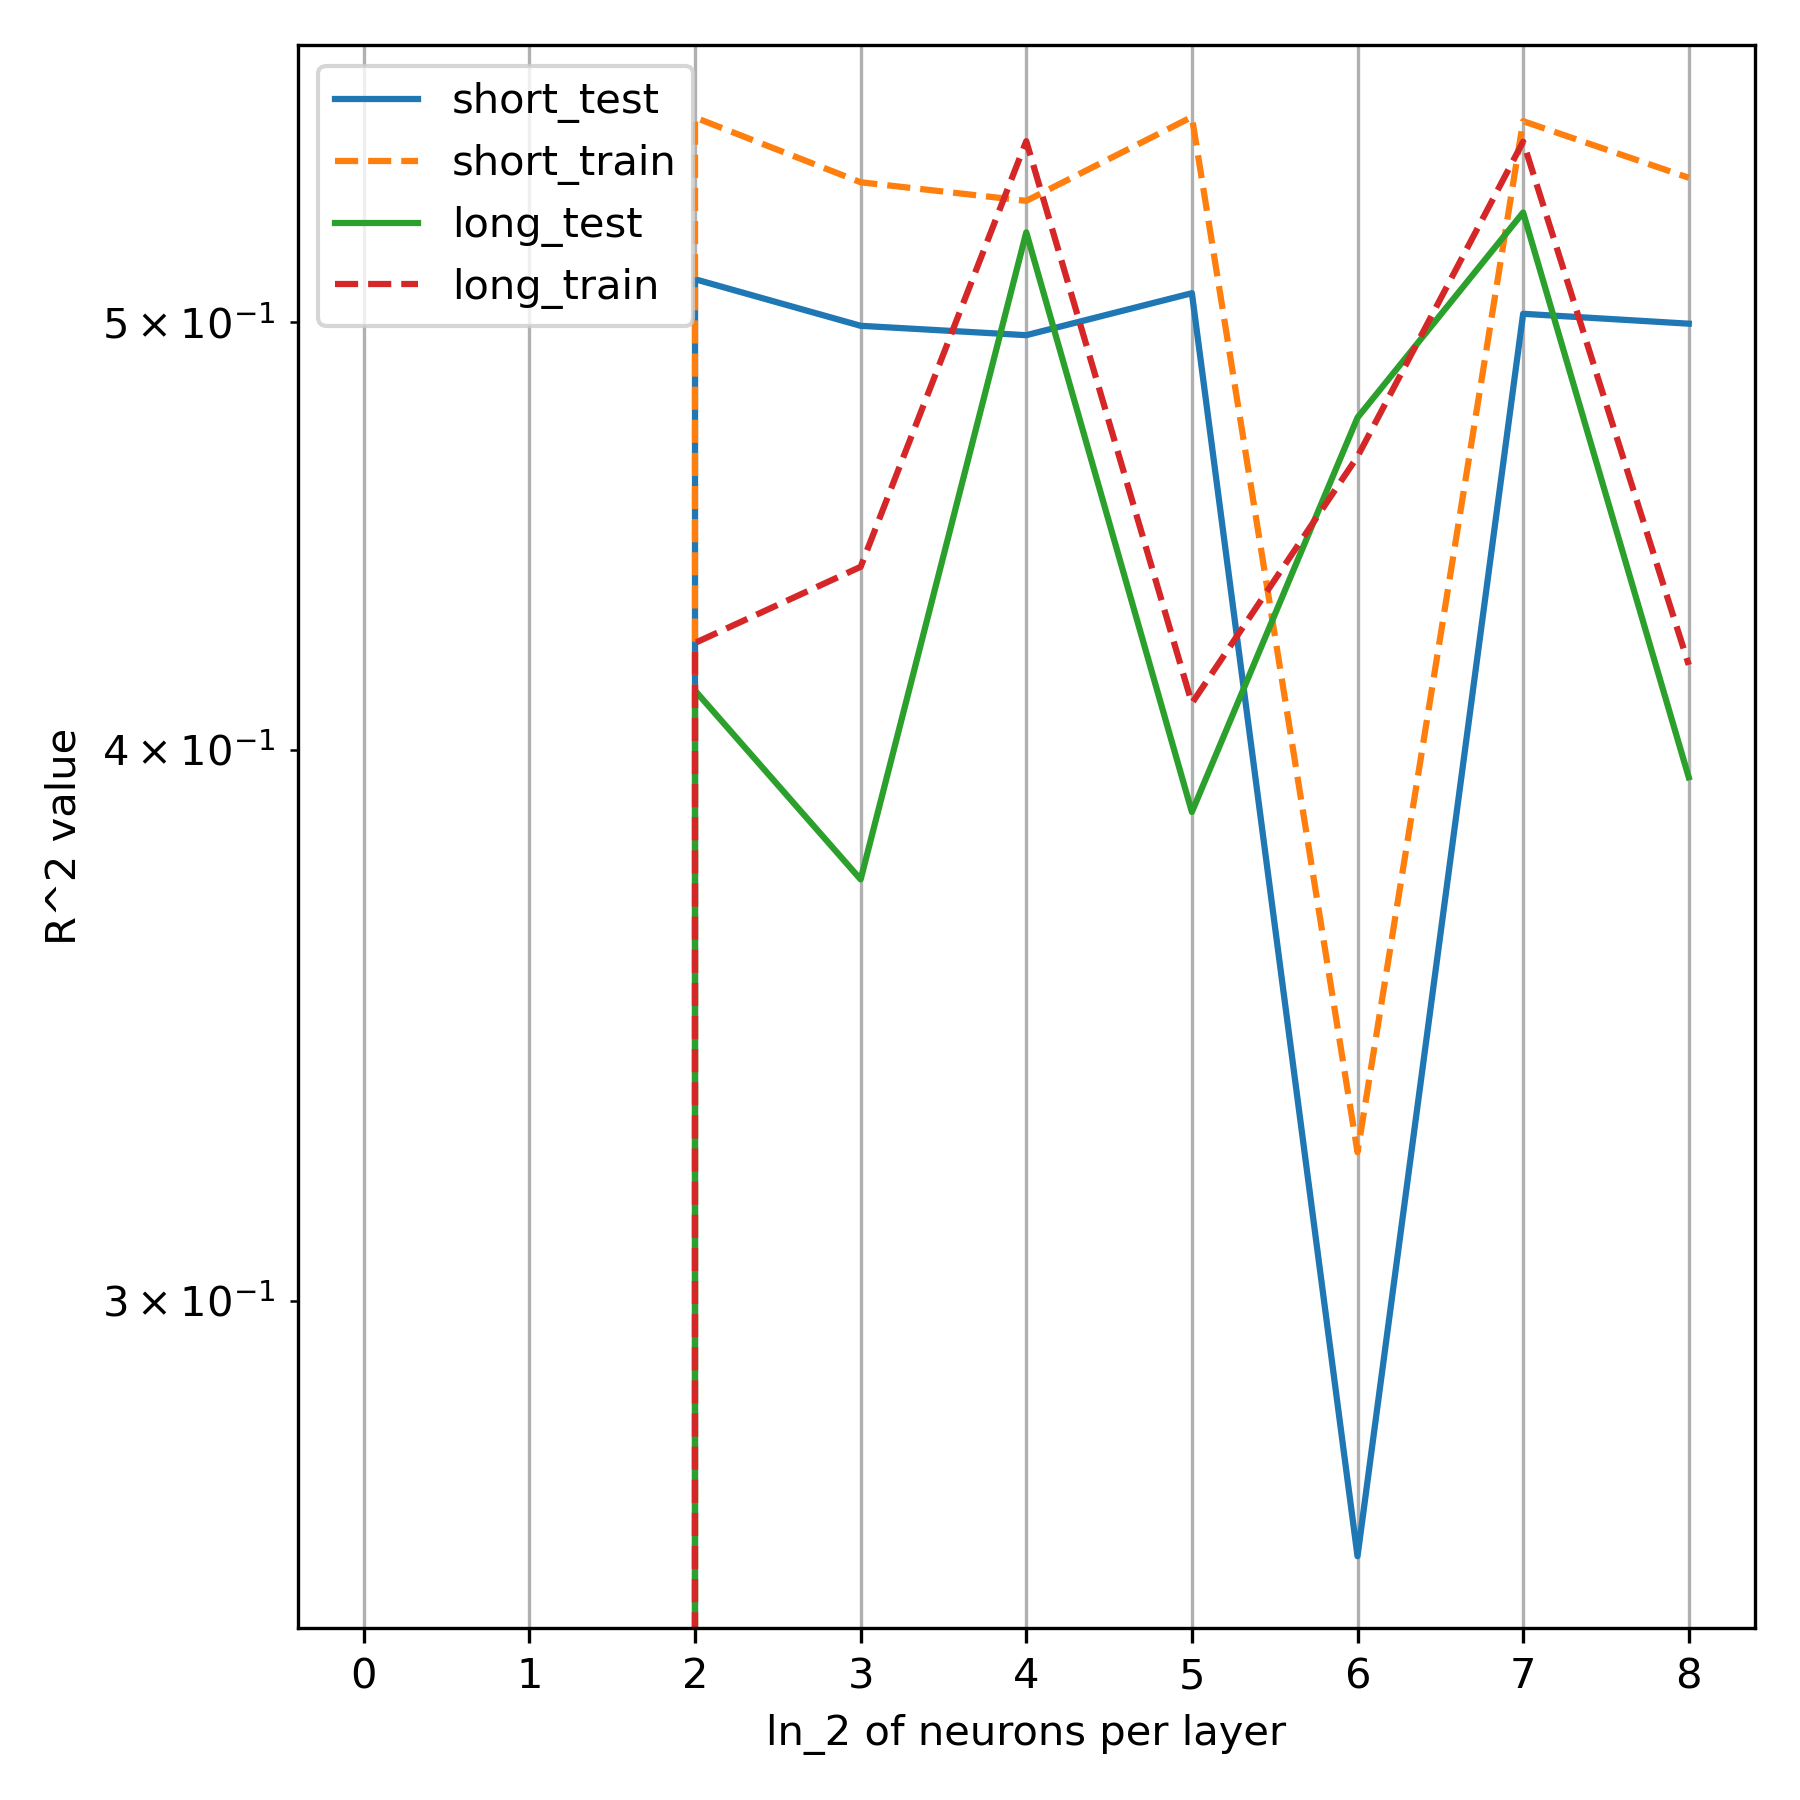 short_test
short_train
long_test
long_train
5 × 10⁻¹
4 × 10⁻¹
3 × 10⁻¹
R^2 value
0 1 2 3 4 5 6 7 8
ln_2 of neurons per layer